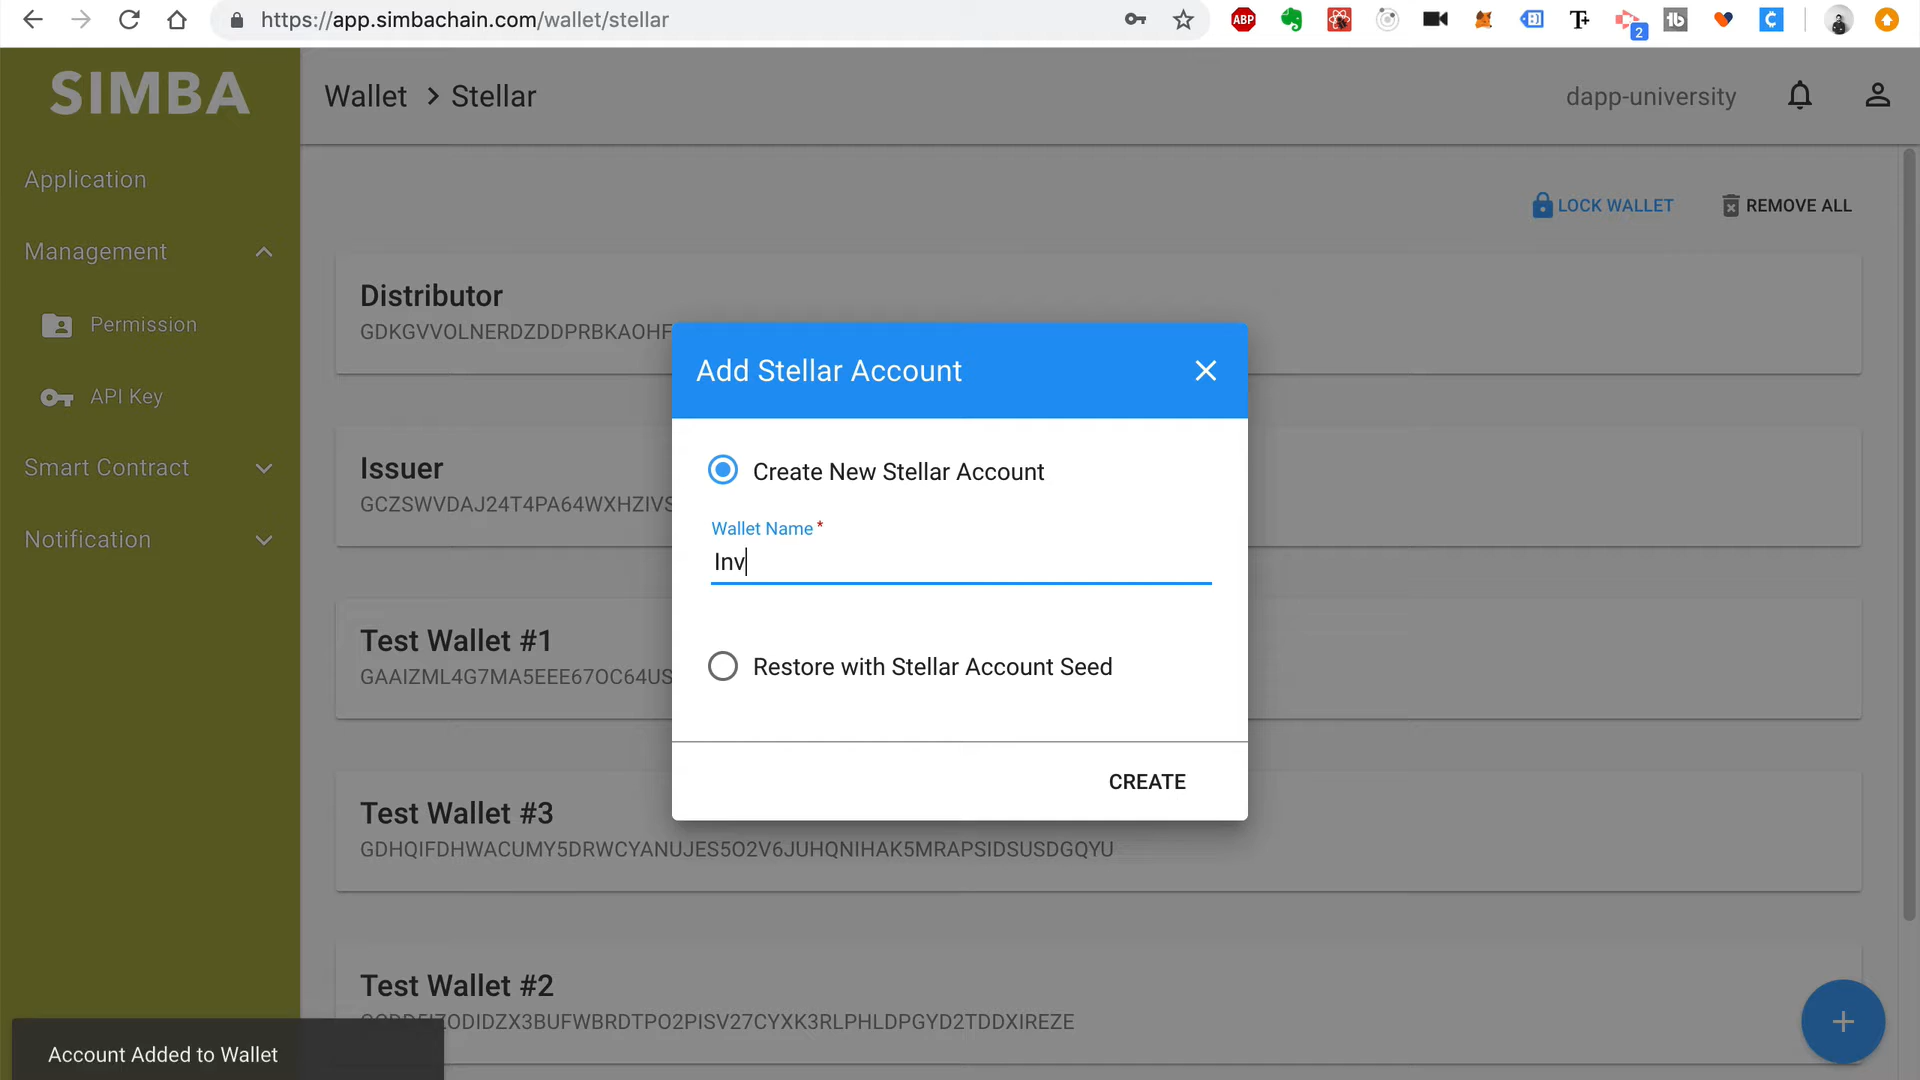 https://app.simbachain.com/wallet/stellar
ABP
2
SIMBA
Wallet > Stellar
dapp-university
Application
LOCK WALLET
REMOVE ALL
Management
Distributor
GDKGVVOLNERDZDDPRBKAOHF
Permission
Add Stellar Account
API Key
Smart Contract
Issuer
GCZSWVDAJ24T4PA64WXHZIVS
Create New Stellar Account
Wallet Name *
Inv
Notification
Test Wallet #1
GAAIZML4G7MA5EEE67OC64US
Restore with Stellar Account Seed
CREATE
Test Wallet #3
GDHQIFDHWACUMY5DRWCYANUJES5O2V6JUHQNIHAK5MRAPSIDSUSDGQYU
Test Wallet #2
Account Added to Wallet